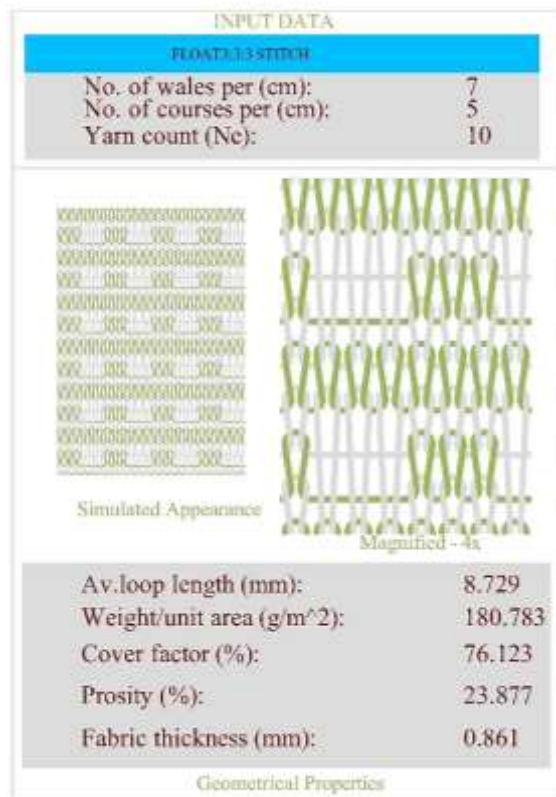 INPUT DATA
FLOAT3:3:3 STITCH
No. of wales per (cm): 7
No. of courses per (cm): 5
Yarn count (Ne): 10
Simulated Appearance
Magnified - 4x
Av.loop length (mm): 8.729
Weight/unit area (g/m^2): 180.783
Cover factor (%): 76.123
Prosity (%): 23.877
Fabric thickness (mm): 0.861
Geometrical Properties